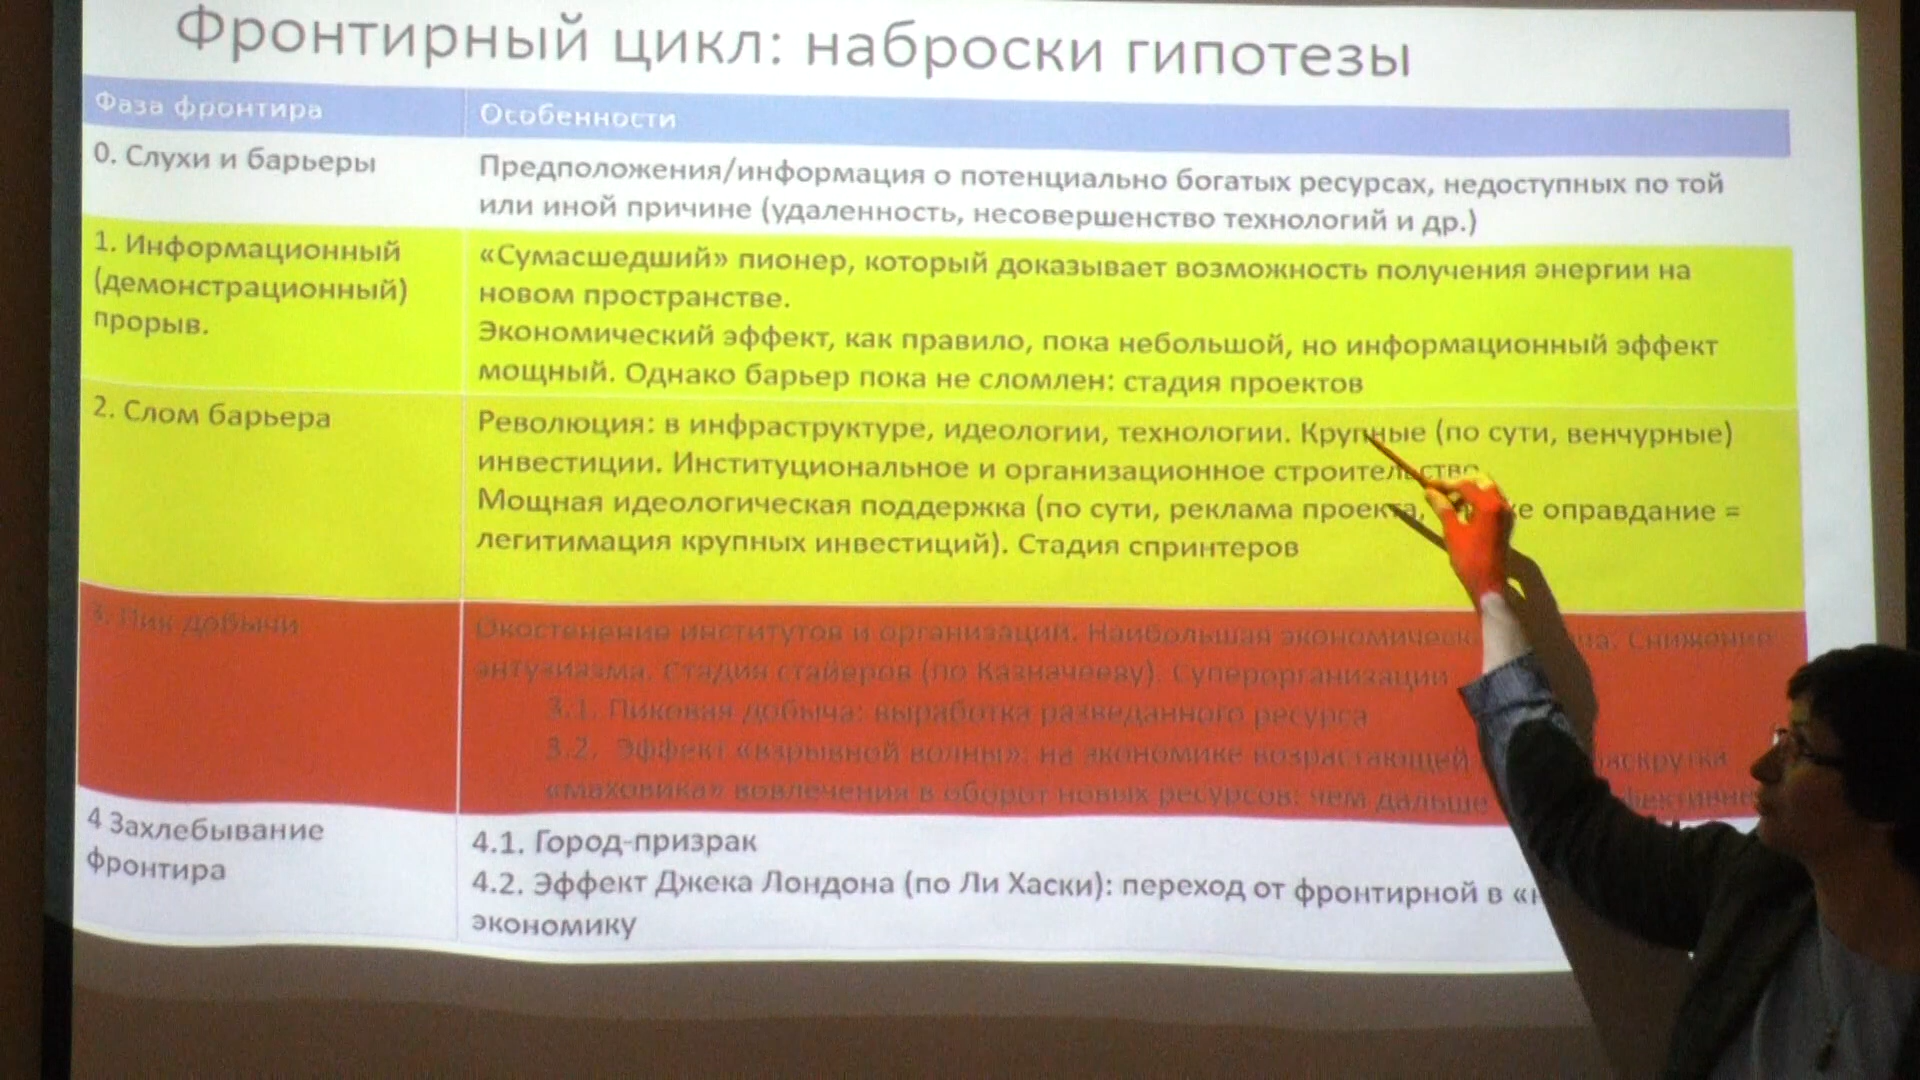 Фронтирный цикл: наброски гипотезы
Фаза фронтира
Особенности
0. Слухи и барьеры
Предположения/информация о потенциально богатых ресурсах, недоступных по той
или иной причине (удаленность, несовершенство технологий и др.)
1. Информационный
(демонстрационный)
прорыв.
«Сумасшедший» пионер, который доказывает возможность получения энергии на
новом пространстве.
Экономический эффект, как правило, пока небольшой, но информационный эффект
мощный. Однако барьер пока не сломлен: стадия проектов
2. Слом барьера
Революция: в инфраструктуре, идеологии, технологии. Крупные (по сути, венчурные)
инвестиции. Институциональное и организационное строительство
Мощная идеологическая поддержка (по сути, реклама проекта, оправдание =
легитимация крупных инвестиций). Стадия спринтеров
3. Пик добычи
Окостенение институтов и организаций. Наибольшая Снижение
энтузиазма. Стадия стайеров (по Казначееву). Суперорганизации
3.1. Пиковая добыча: выработка разведанного ресурса
3.2. Эффект «взрывной волны»: на экономике возрастающей
«маховика» вовлечения в оборот новых ресурсов: чем дальше
4 Захлебывание
фронтира
4.1. Город-призрак
4.2. Эффект Джека Лондона (по Ли Хаски): переход от фронтирной в
экономику